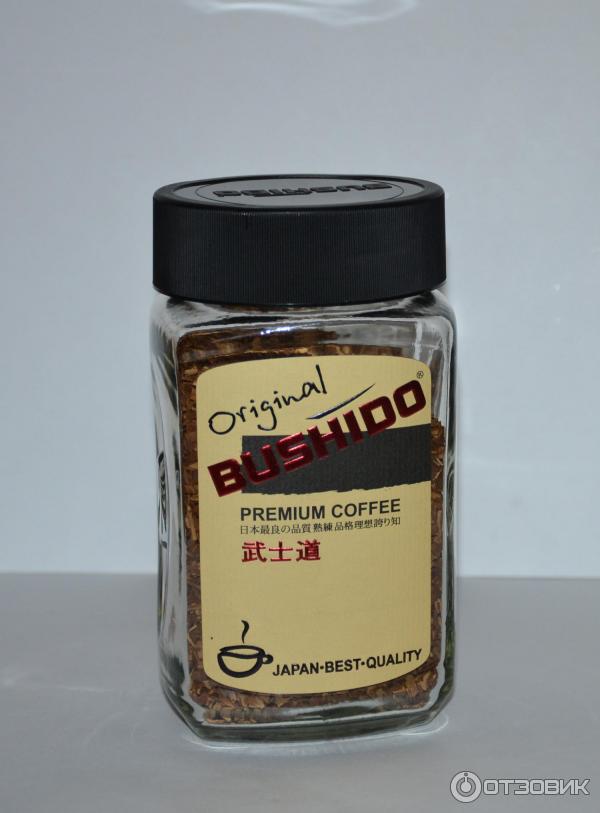 BUSHIDO
Original
BUSHIDO®
PREMIUM COFFEE
日本最良の品質 熟練 品格理想誇り知
武士道
JAPAN•BEST•QUALITY
ОТЗОВИК